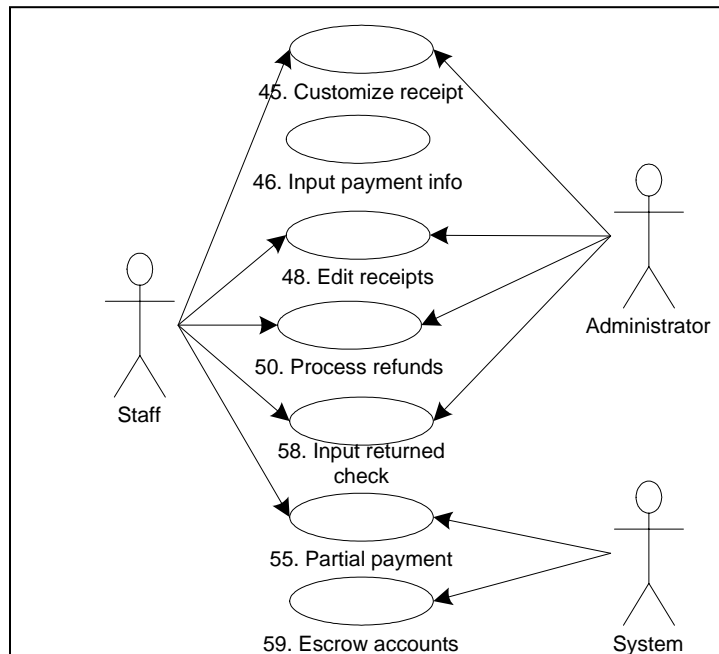 45. Customize receipt
46. Input payment info
48. Edit receipts
Administrator
50. Process refunds
Staff
58. Input returned
check
55. Partial payment
59. Escrow accounts
System